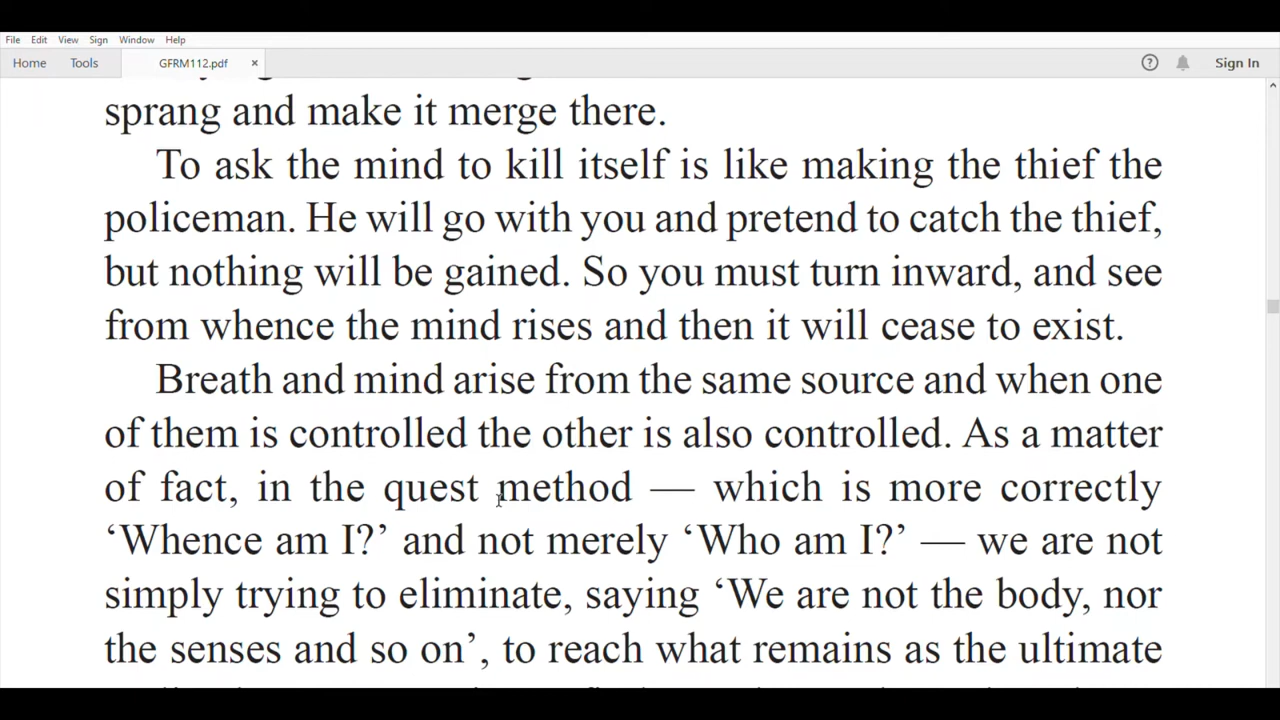 File Edit View Sign Window Help
Home Tools GFRM112.pdf × ? Sign In
sprang and make it merge there.
To ask the mind to kill itself is like making the thief the
policeman. He will go with you and pretend to catch the thief,
but nothing will be gained. So you must turn inward, and see
from whence the mind rises and then it will cease to exist.
Breath and mind arise from the same source and when one
of them is controlled the other is also controlled. As a matter
of fact, in the quest method — which is more correctly
‘Whence am I?’ and not merely ‘Who am I?’ — we are not
simply trying to eliminate, saying ‘We are not the body, nor
the senses and so on’, to reach what remains as the ultimate